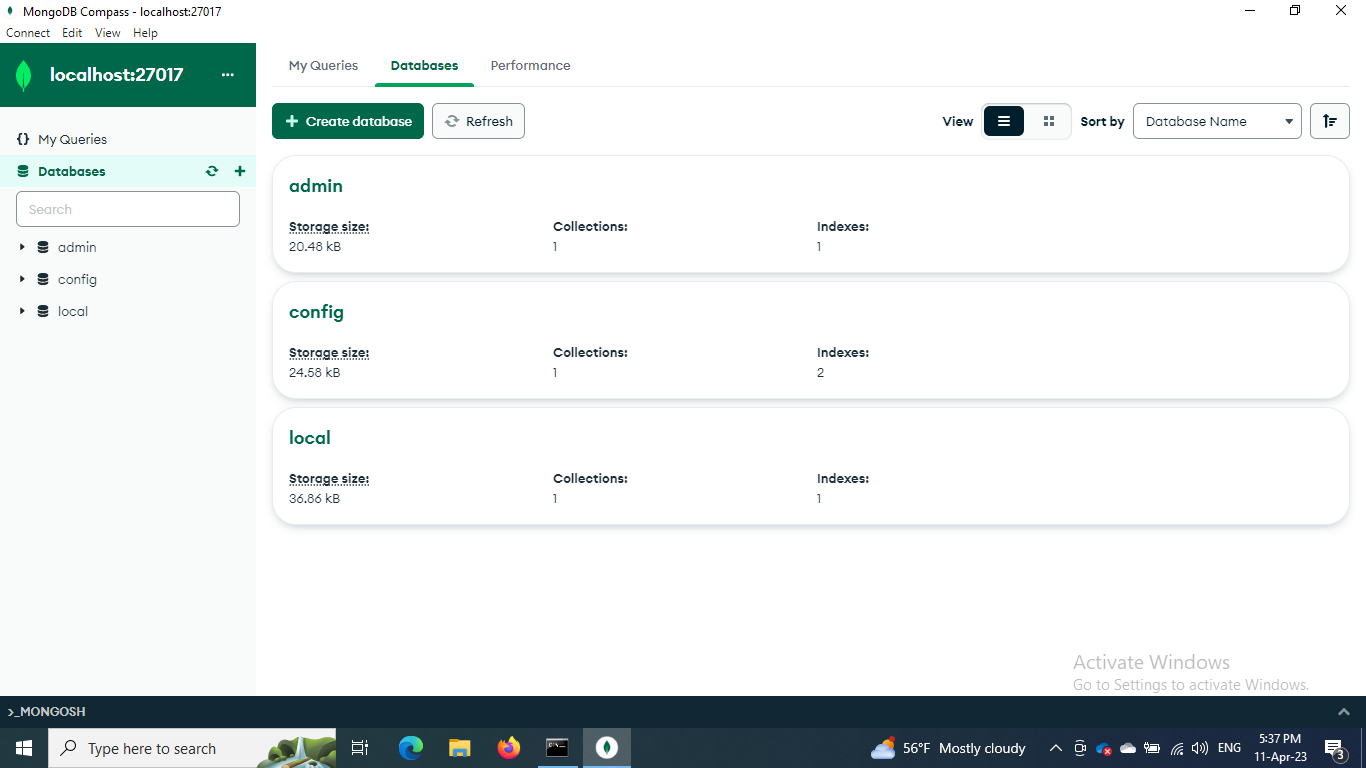 MongoDB Compass - localhost:27017
Connect Edit View Help
localhost:27017 ...
My Queries Databases Performance
+ Create database Refresh View Sort by Database Name
{} My Queries
Databases +
Search
admin
config
local
admin
Storage size: Collections: Indexes:
20.48 kB 1 1
config
Storage size: Collections: Indexes:
24.58 kB 1 2
local
Storage size: Collections: Indexes:
36.86 kB 1 1
Activate Windows
Go to Settings to activate Windows.
>_MONGOSH
Type here to search 56°F Mostly cloudy ENG 5:37 PM
11-Apr-23 3